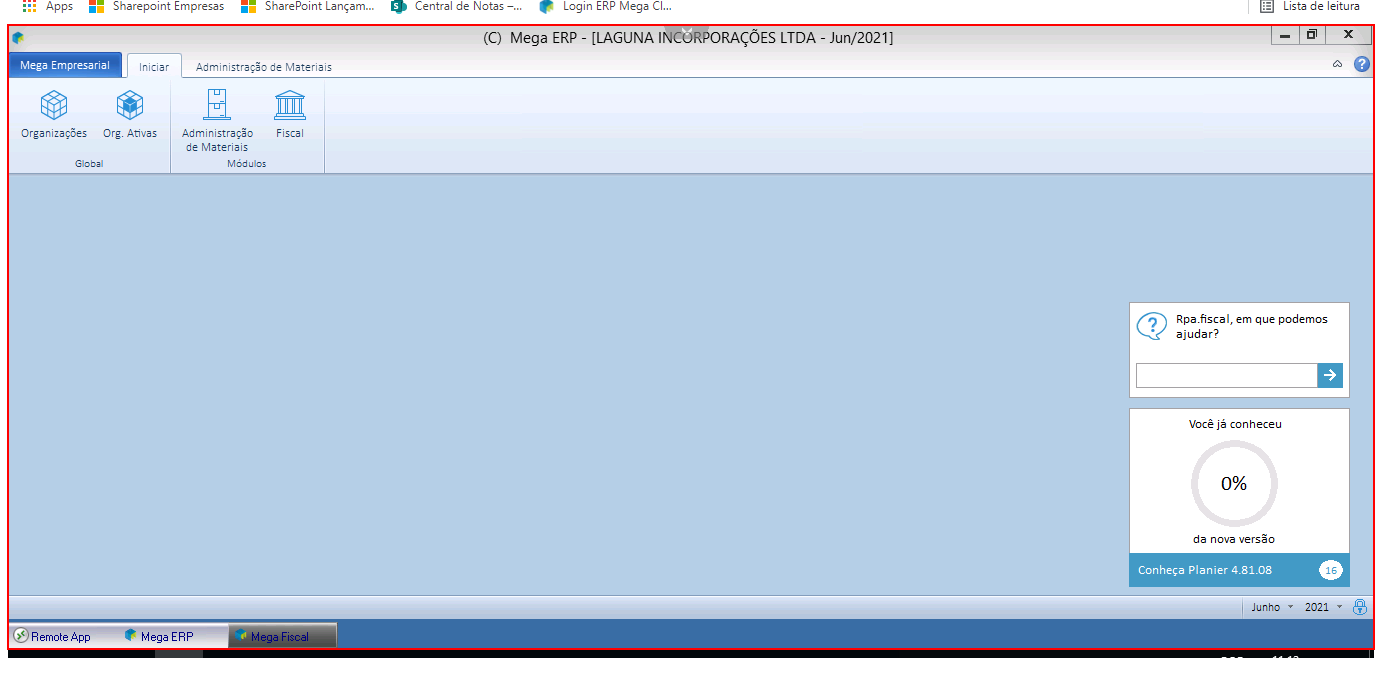 Apps Sharepoint Empresas SharePoint Lançam... Central de Notas –... Login ERP Mega Cl... Lista de leitura
(C) Mega ERP - [LAGUNA INCORPORAÇÕES LTDA - Jun/2021]
Mega Empresarial Iniciar Administração de Materiais
Organizações Org. Ativas Administração de Materiais Fiscal
Global Módulos
Rpa.fiscal, em que podemos
ajudar?
Você já conheceu
0%
da nova versão
Conheça Planier 4.81.08 16
Junho 2021
Remote App Mega ERP Mega Fiscal